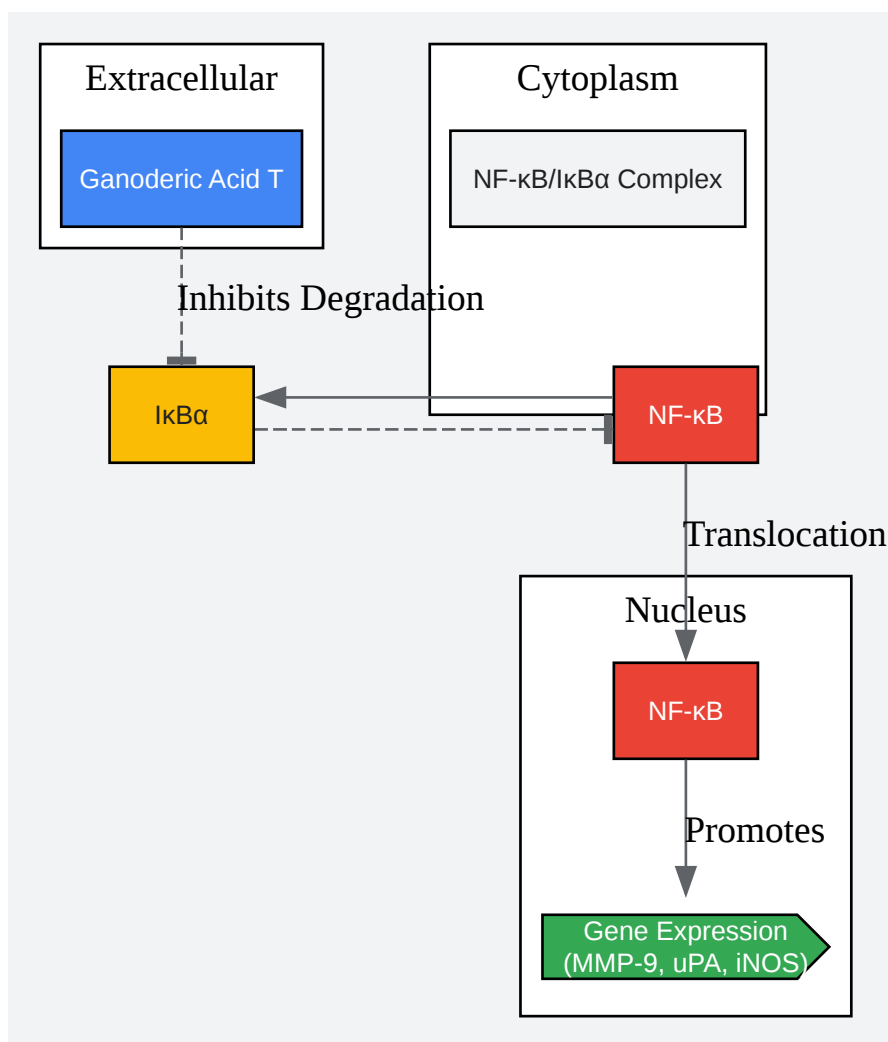 Extracellular
Cytoplasm
Ganoderic Acid T
NF-κB/IκBα Complex
Inhibits Degradation
IκBα
NF-κB
Translocation
Nucleus
NF-κB
Promotes
Gene Expression
(MMP-9, uPA, iNOS)